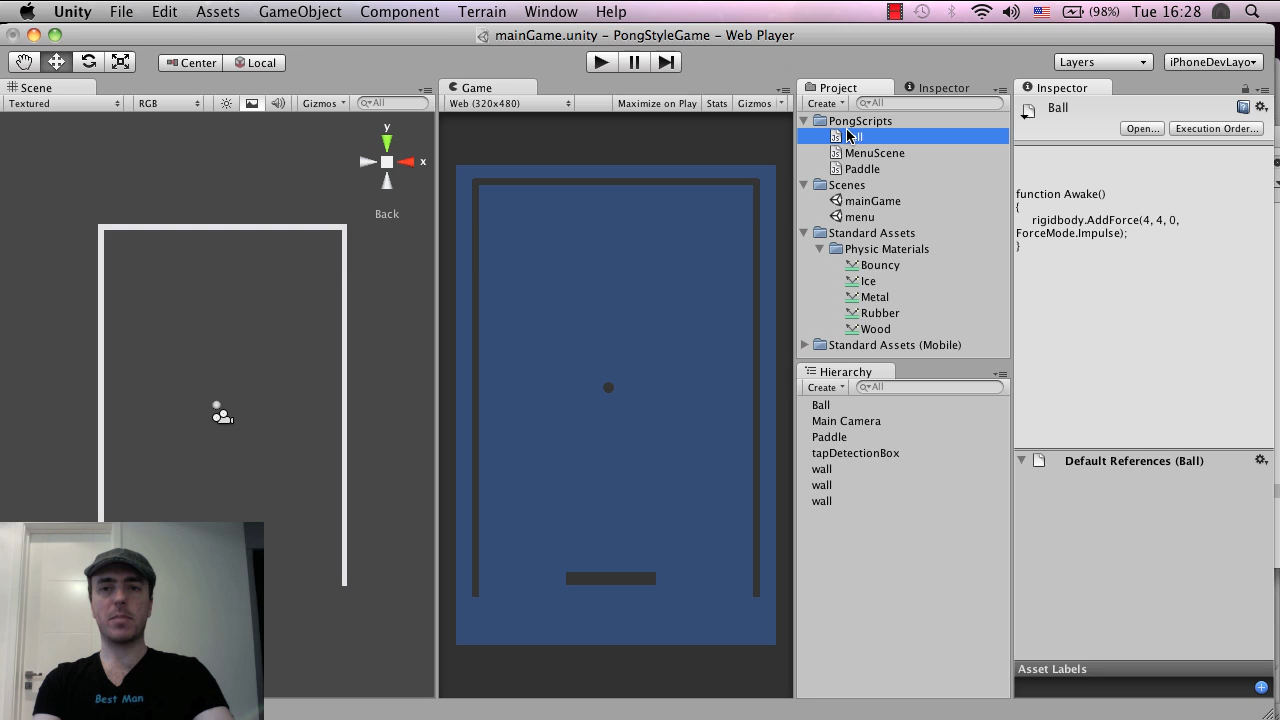 Unity File Edit Assets GameObject Component Terrain Window Help (98%) Tue 16:28
mainGame.unity – PongStyleGame – Web Player
Center Local Layers iPhoneDevLayo
Scene
Textured RGB Gizmos All
y
x
Back
Game
Web (320x480) Maximize on Play Stats Gizmos
Project Inspector
Create All
PongScripts
MenuScene
Paddle
Scenes
mainGame
menu
Standard Assets
Physic Materials
Bouncy
Ice
Metal
Rubber
Wood
Standard Assets (Mobile)
Hierarchy
Create All
Ball
Main Camera
Paddle
tapDetectionBox
wall
wall
wall
Inspector
Ball
Open... Execution Order...
function Awake()
{
rigidbody.AddForce(4, 4, 0,
ForceMode.Impulse);
}
Default References (Ball)
Asset Labels
Best Man